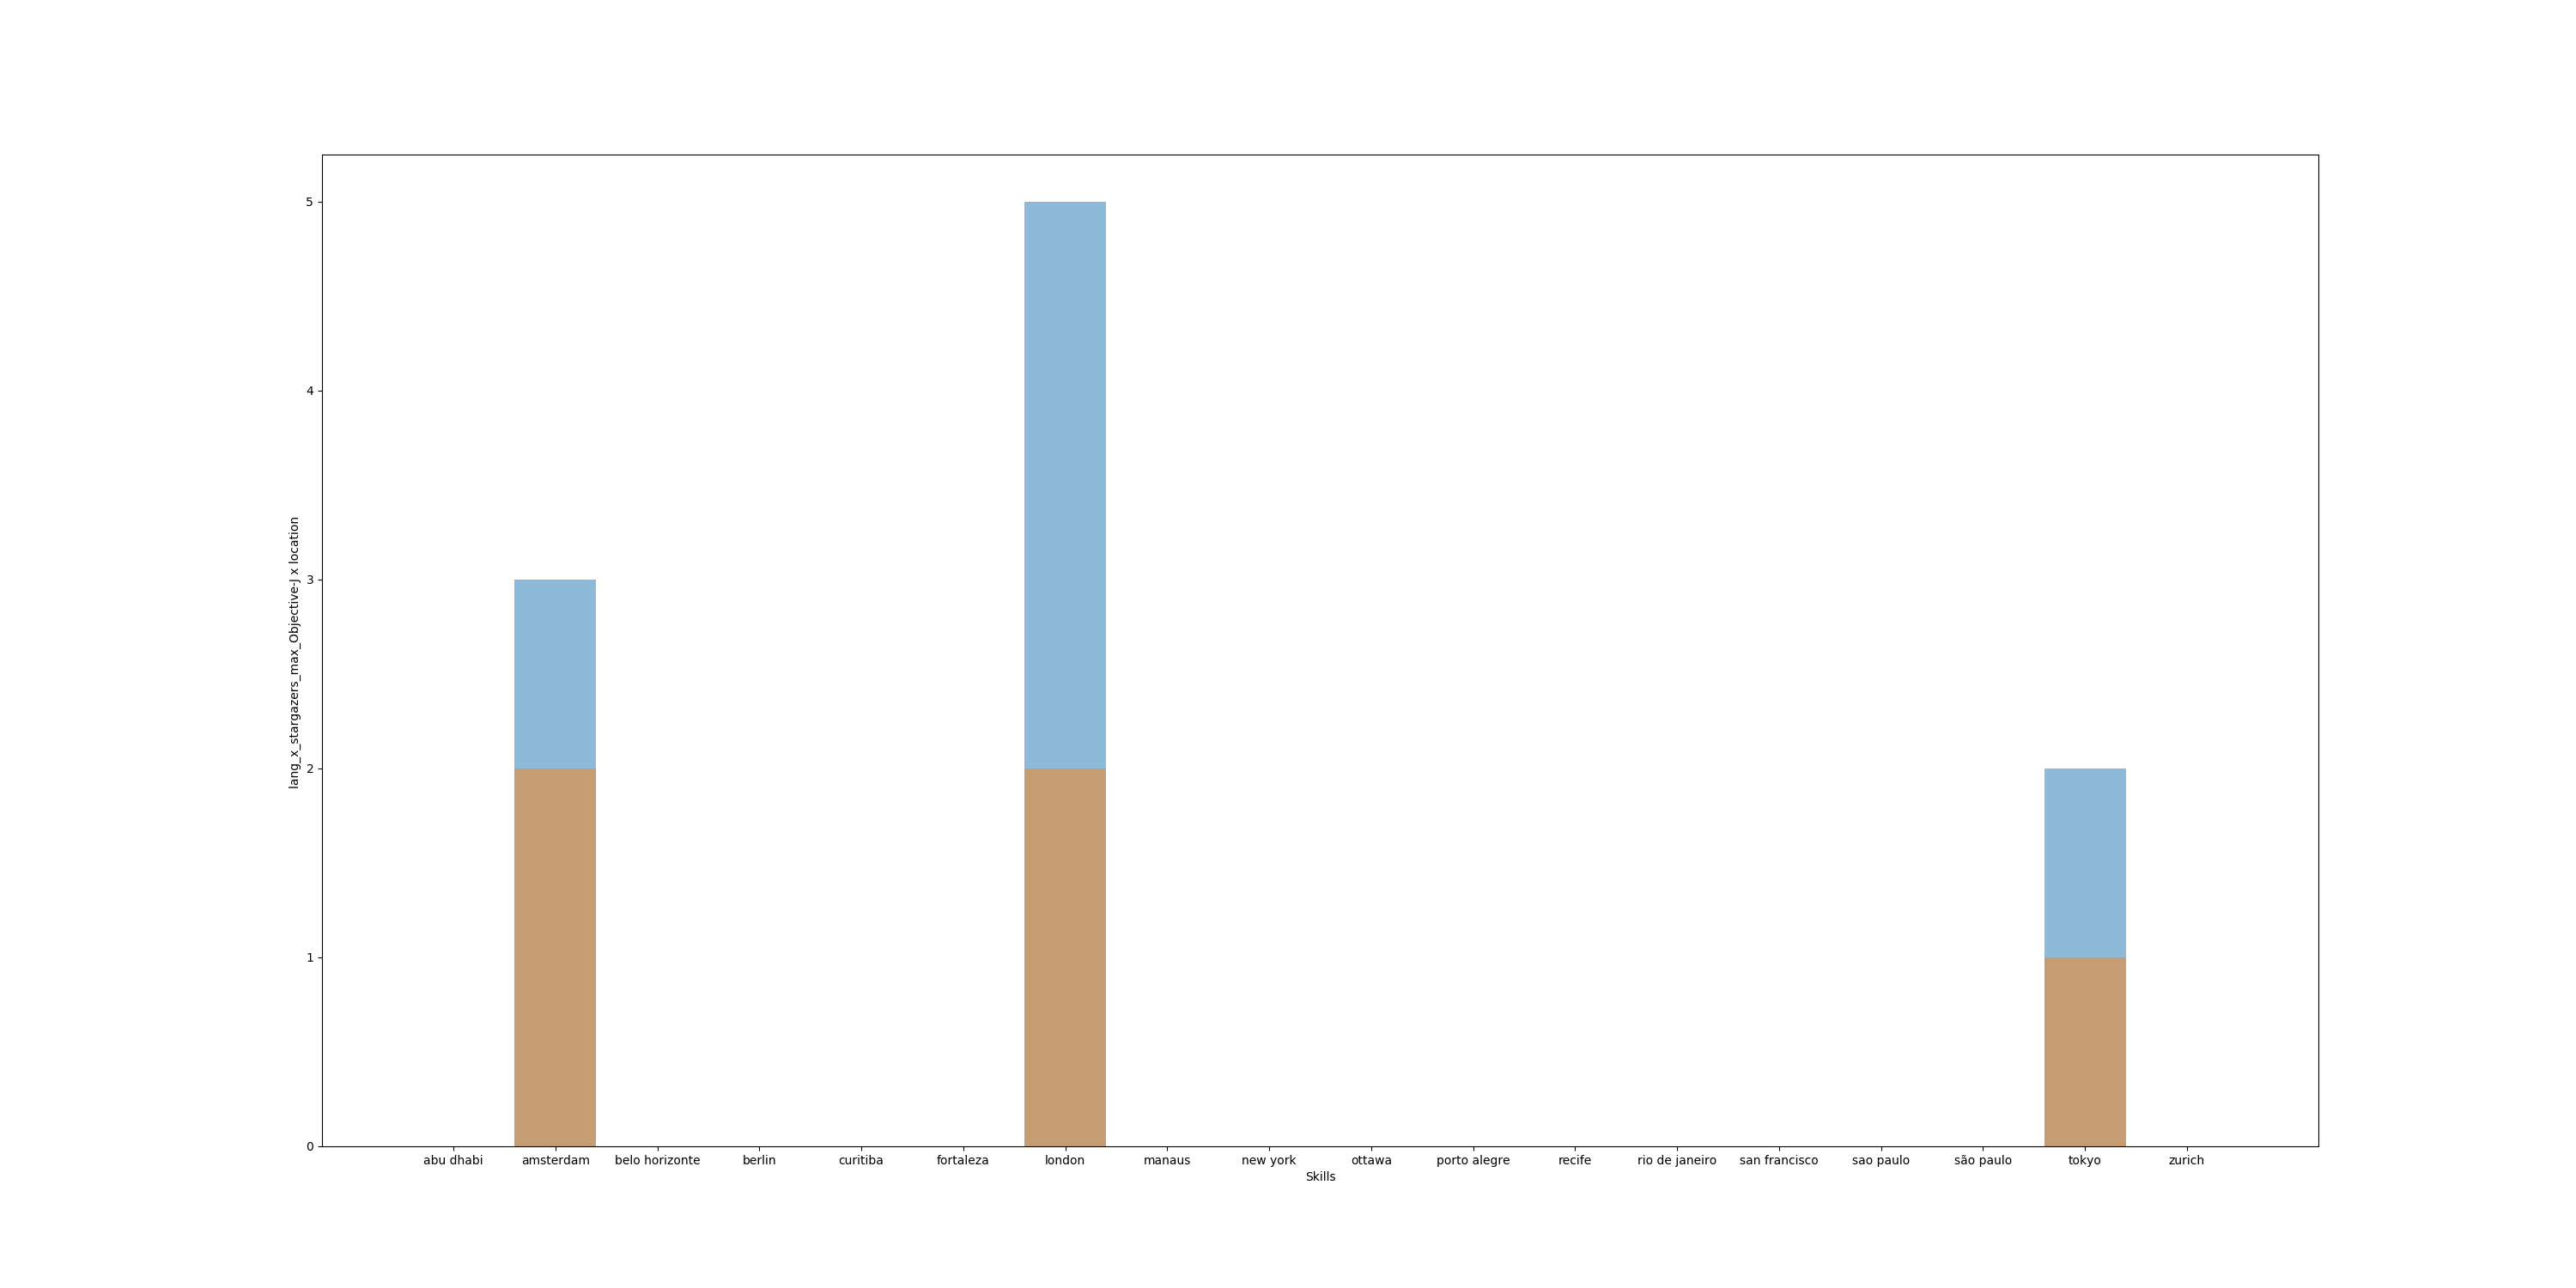 lang_x_stargazers_max_Objective-J x location
5
4
3
2
1
0
abu dhabi amsterdam belo horizonte berlin curitiba fortaleza london manaus new york ottawa porto alegre recife rio de janeiro san francisco sao paulo são paulo tokyo zurich
Skills